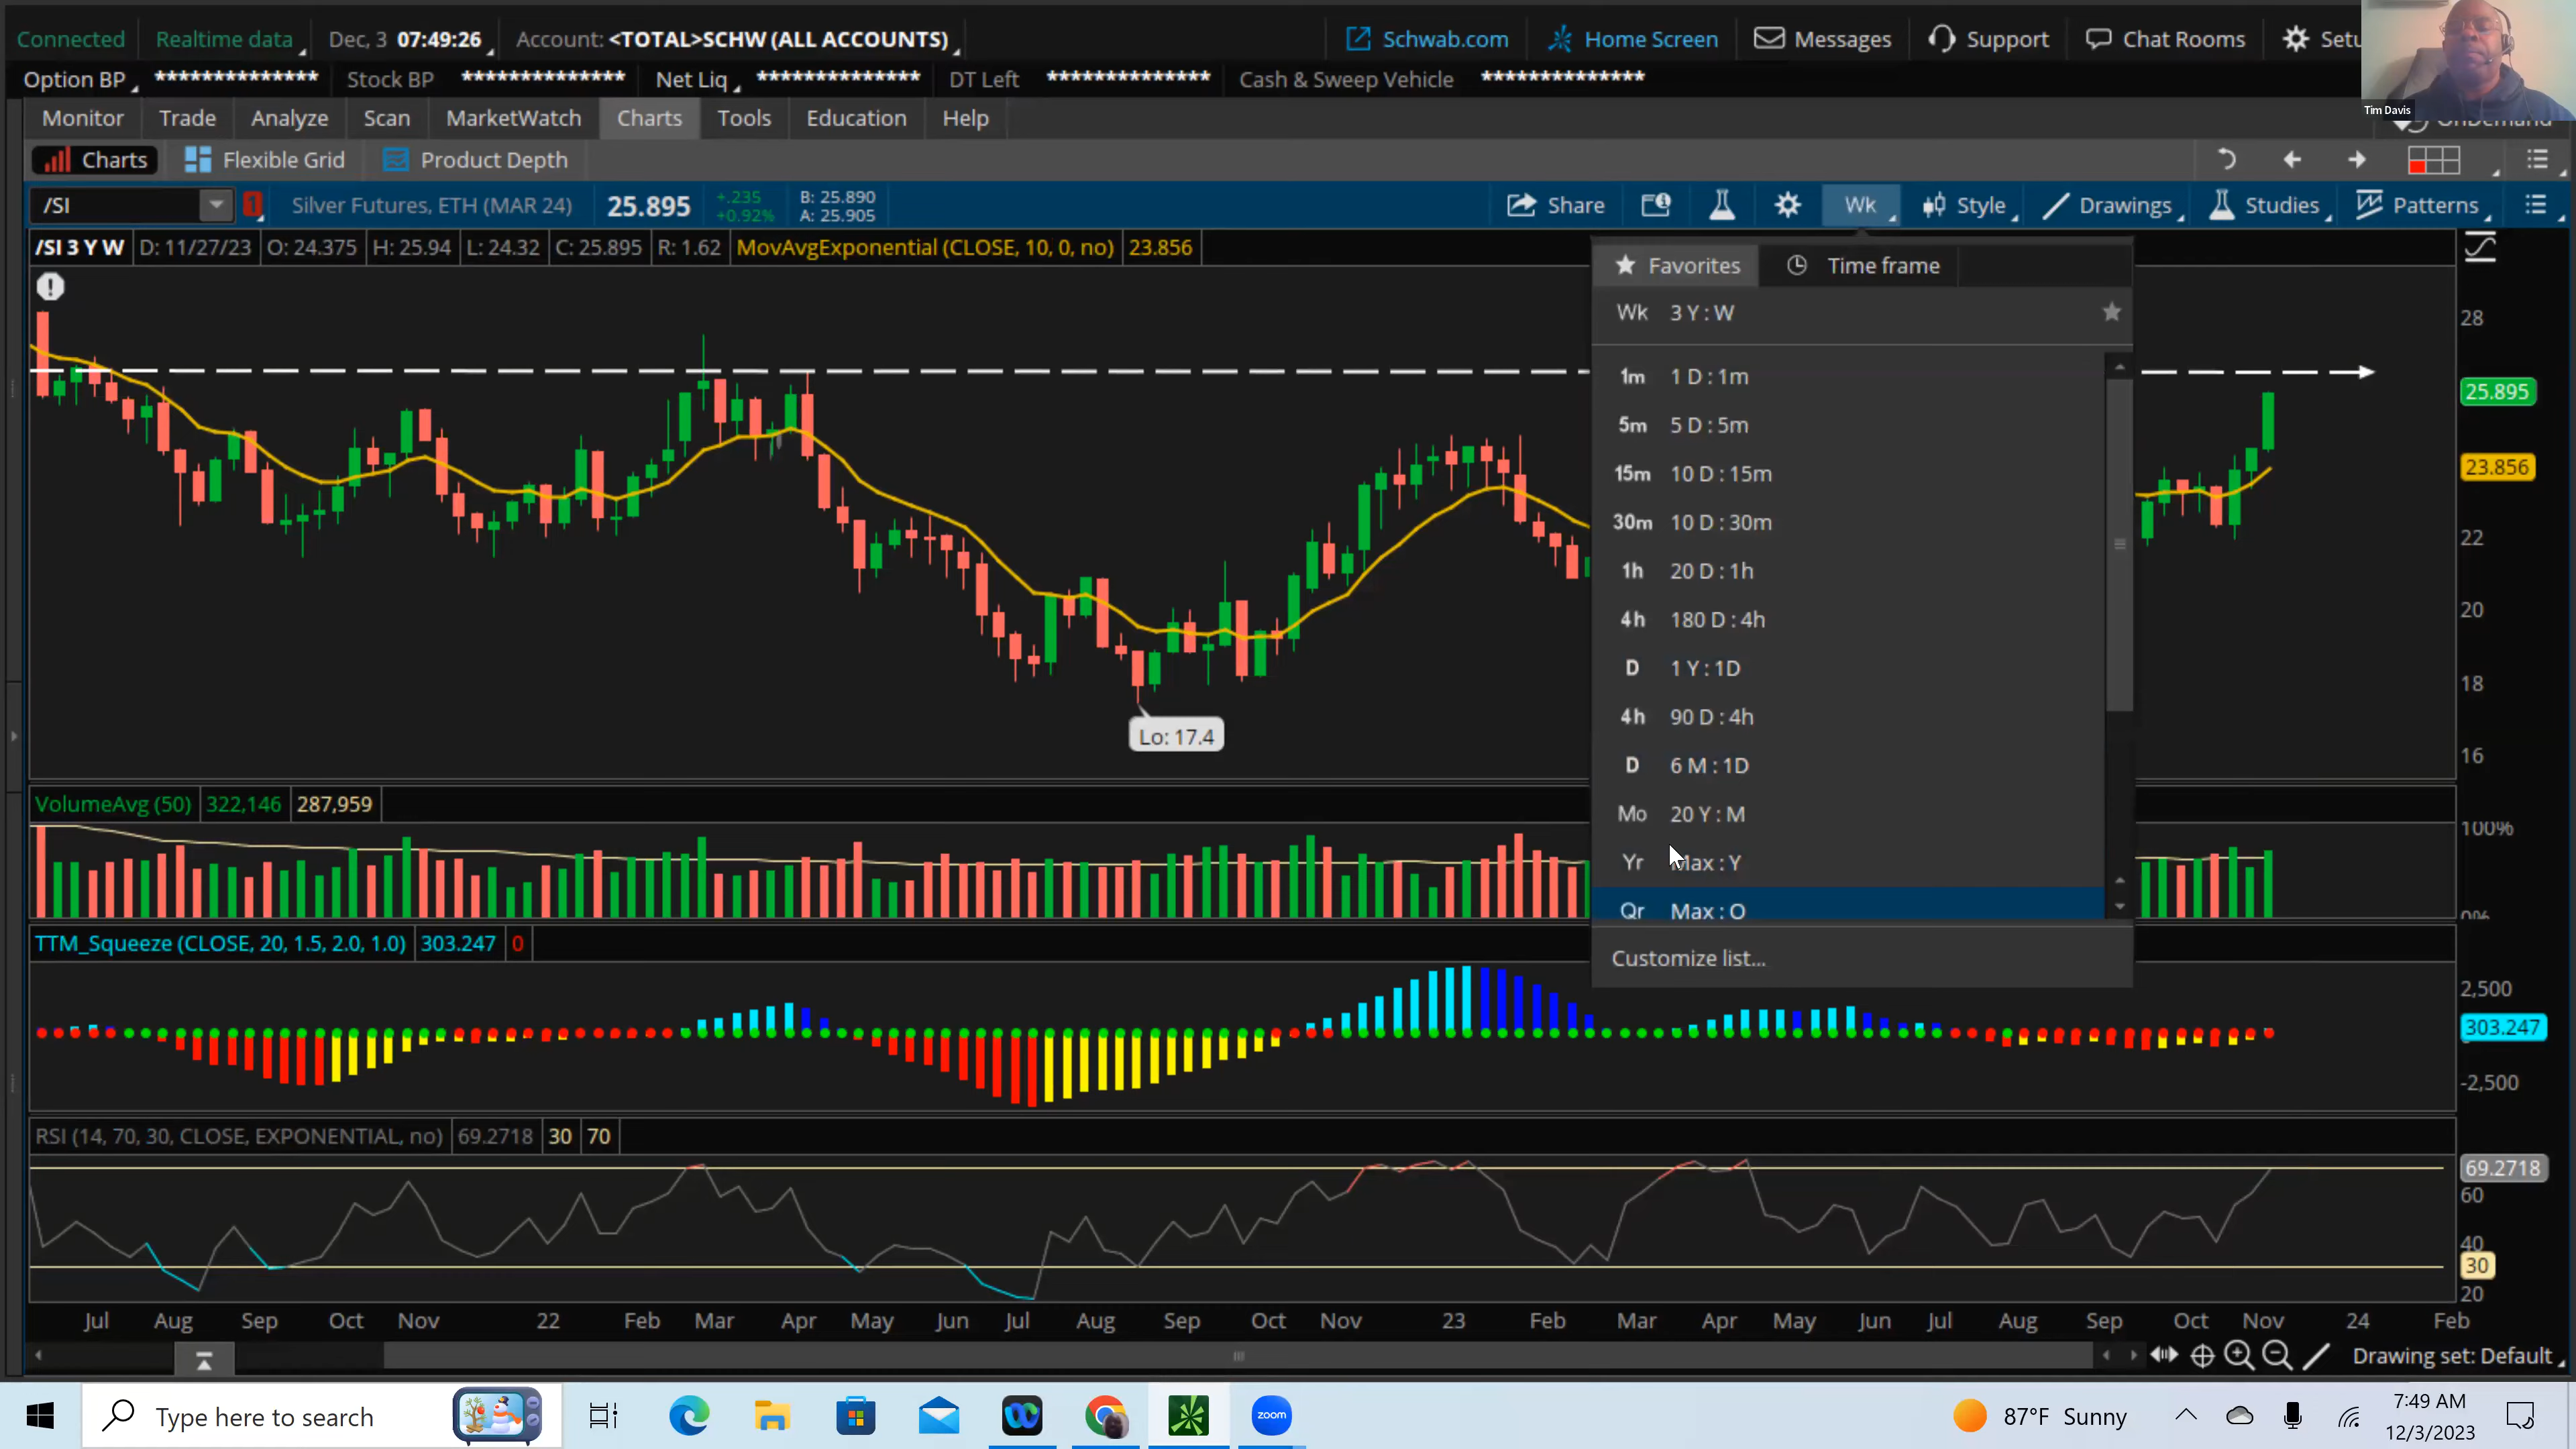 Connected Realtime data Dec, 3 07:49:26 Account: <TOTAL>SCHW (ALL ACCOUNTS) Schwab.com Home Screen Messages Support Chat Rooms
Option BP ************** Stock BP ************** Net Liq ************** DT Left ************** Cash & Sweep Vehicle **************
Tim Davis
Monitor Trade Analyze Scan MarketWatch Charts Tools Education Help OnDemand
Charts Flexible Grid Product Depth
/SI 1 Silver Futures, ETH (MAR 24) 25.895 +.235 +0.92% B: 25.890 A: 25.905 Share Wk Style Drawings Studies Patterns
/SI 3 Y W D: 11/27/23 O: 24.375 H: 25.94 L: 24.32 C: 25.895 R: 1.62 MovAvgExponential (CLOSE, 10, 0, no) 23.856
Favorites Time frame
Wk 3 Y : W
1m 1 D : 1m
5m 5 D : 5m
15m 10 D : 15m
30m 10 D : 30m
1h 20 D : 1h
4h 180 D : 4h
D 1 Y : 1D
4h 90 D : 4h
D 6 M : 1D
Mo 20 Y : M
Yr Max : Y
Qr Max : Q
Customize list...
28
25.895
23.856
22
20
18
16
Lo: 17.4
VolumeAvg (50) 322,146 287,959
100%
0%
TTM_Squeeze (CLOSE, 20, 1.5, 2.0, 1.0) 303.247 0
2,500
303.247
-2,500
RSI (14, 70, 30, CLOSE, EXPONENTIAL, no) 69.2718 30 70
69.2718
60
40
30
20
Jul Aug Sep Oct Nov 22 Feb Mar Apr May Jun Jul Aug Sep Oct Nov 23 Feb Mar Apr May Jun Jul Aug Sep Oct Nov 24 Feb
Drawing set: Default
Type here to search
zoom
87°F Sunny
7:49 AM
12/3/2023